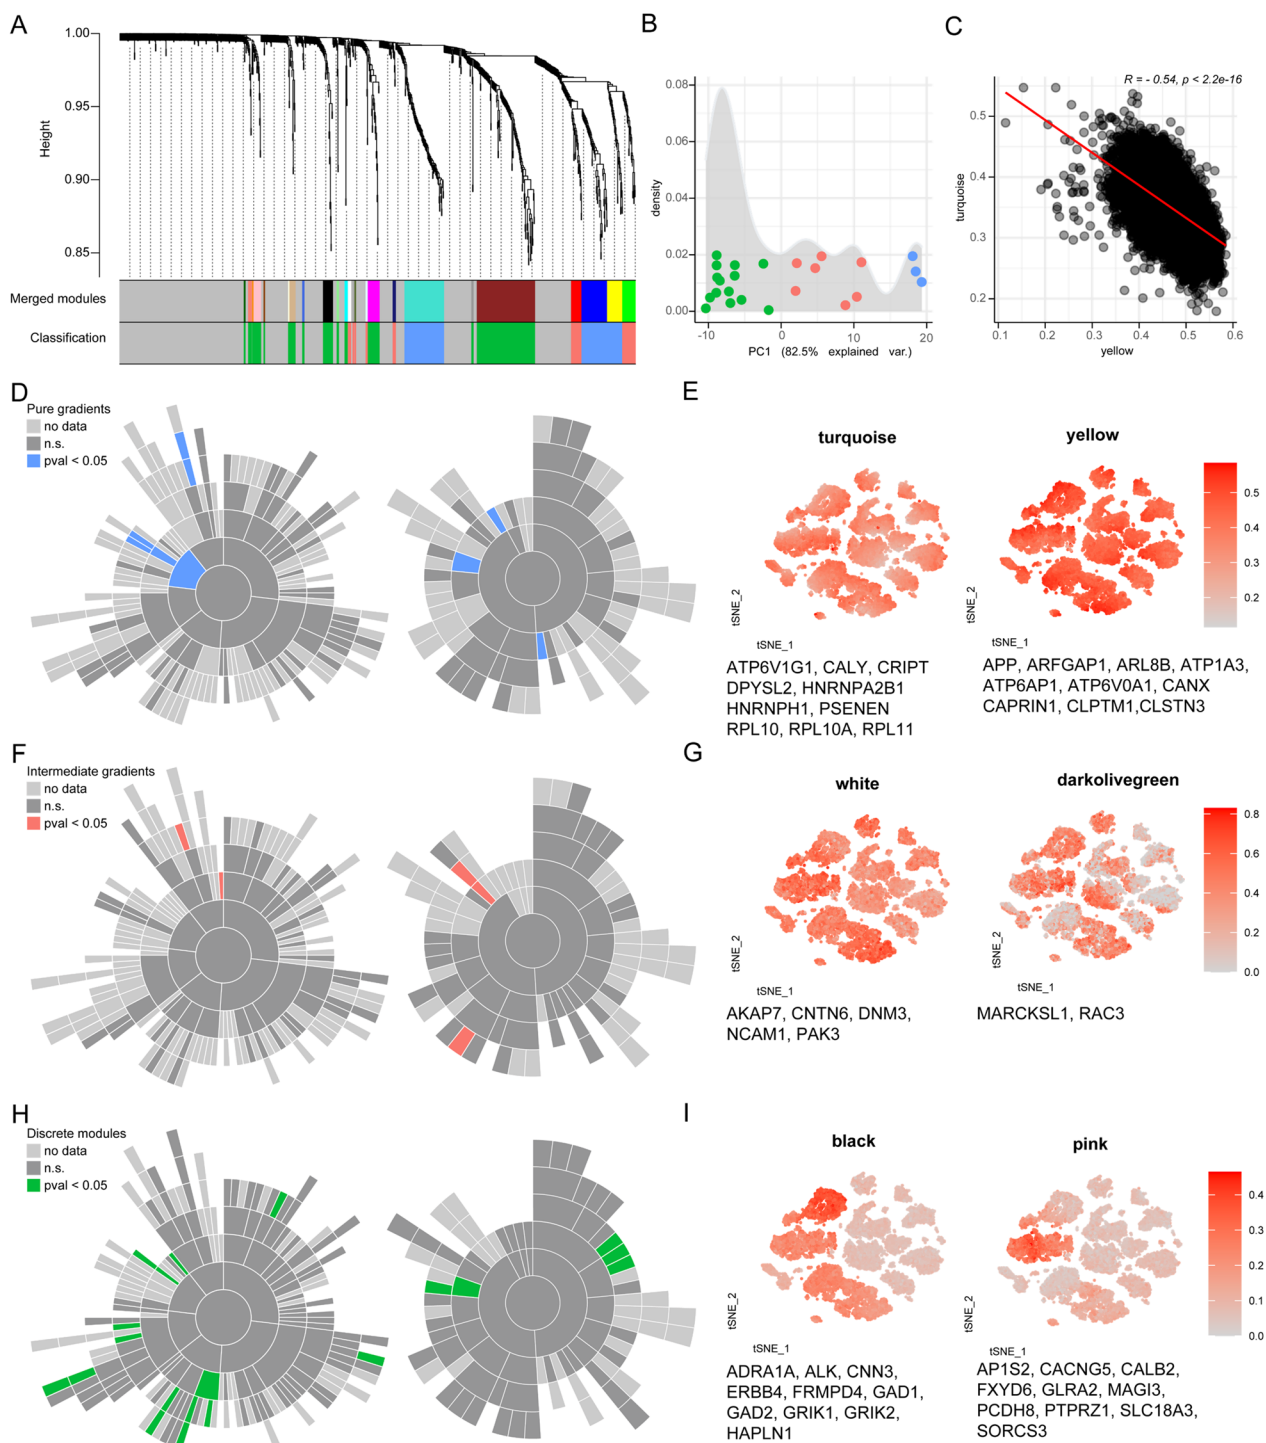 A
B
C
1.00
0.95
0.90
0.85
Height
Merged modules
Classification
0.08
0.06
0.04
0.02
0.00
density
-10
0
10
20
PC1 (82.5% explained var.)
R = - 0.54, p < 2.2e-16
0.5
0.4
0.3
0.2
turquoise
0.1
0.2
0.3
0.4
0.5
0.6
yellow
D
Pure gradients
no data
n.s.
pval < 0.05
E
turquoise
yellow
0.5
0.4
0.3
0.2
tSNE_2
tSNE_1
tSNE_2
tSNE_1
ATP6V1G1, CALY, CRIPT
DPYSL2, HNRNPA2B1
HNRNPH1, PSENEN
RPL10, RPL10A, RPL11
APP, ARFGAP1, ARL8B, ATP1A3,
ATP6AP1, ATP6V0A1, CANX
CAPRIN1, CLPTM1,CLSTN3
F
Intermediate gradients
no data
n.s.
pval < 0.05
G
white
darkolivegreen
0.8
0.6
0.4
0.2
0.0
tSNE_2
tSNE_1
tSNE_2
tSNE_1
AKAP7, CNTN6, DNM3,
NCAM1, PAK3
MARCKSL1, RAC3
H
Discrete modules
no data
n.s.
pval < 0.05
I
black
pink
0.4
0.3
0.2
0.1
0.0
tSNE_2
tSNE_1
tSNE_2
tSNE_1
ADRA1A, ALK, CNN3,
ERBB4, FRMPD4, GAD1,
GAD2, GRIK1, GRIK2,
HAPLN1
AP1S2, CACNG5, CALB2,
FXYD6, GLRA2, MAGI3,
PCDH8, PTPRZ1, SLC18A3,
SORCS3